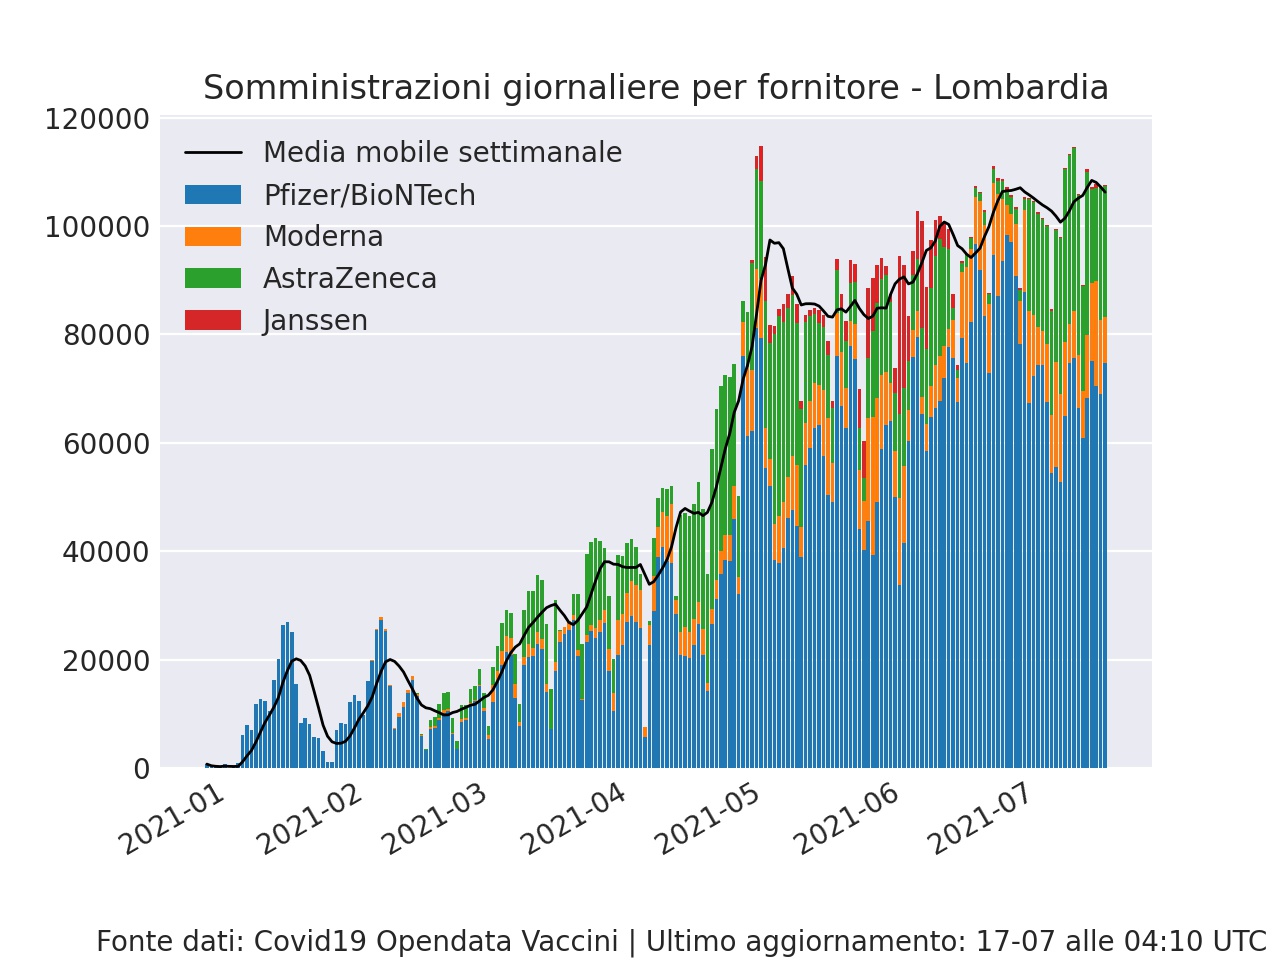 Somministrazioni giornaliere per fornitore - Lombardia
120000
100000
80000
60000
40000
20000
0
Media mobile settimanale
Pfizer/BioNTech
Moderna
AstraZeneca
Janssen
2021-01
2021-02
2021-03
2021-04
2021-05
2021-06
2021-07
Fonte dati: Covid19 Opendata Vaccini | Ultimo aggiornamento: 17-07 alle 04:10 UTC